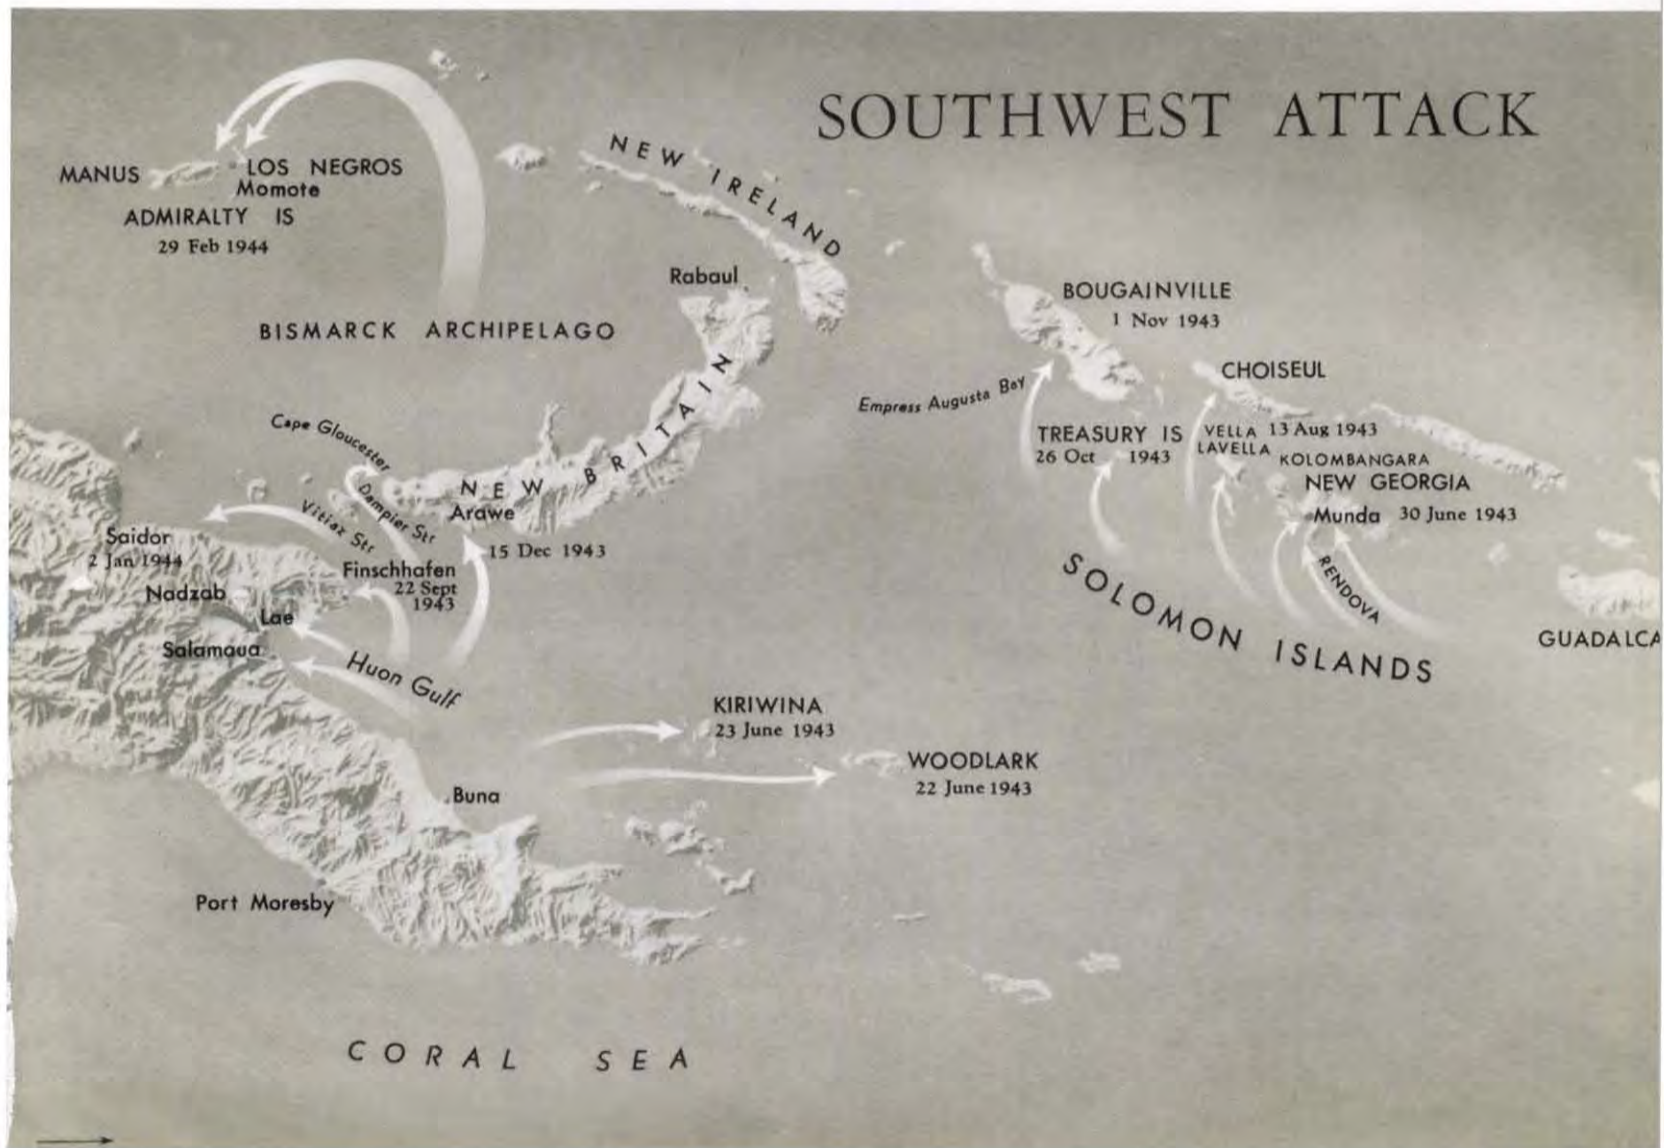 SOUTHWEST ATTACK
NEW IRELAND
MANUS
LOS NEGROS
Momote
ADMIRALTY IS
29 Feb 1944
Rabaul
BISMARCK ARCHIPELAGO
BOUGAINVILLE
1 Nov 1943
CHOISEUL
Empress Augusta Bay
Cape Gloucester
NEW BRITAIN
TREASURY IS
26 Oct 1943
VELLA
LAVELLA
13 Aug 1943
KOLOMBANGARA
NEW GEORGIA
Munda 30 June 1943
Dampier Str
Vitiaz Str
Arawe
15 Dec 1943
Saidor
2 Jan 1944
Finschhafen
22 Sept
1943
Nadzab
Lae
Salamaua
Huon Gulf
RENDOVA
SOLOMON ISLANDS
GUADALCA
KIRIWINA
23 June 1943
WOODLARK
22 June 1943
Buna
Port Moresby
CORAL SEA